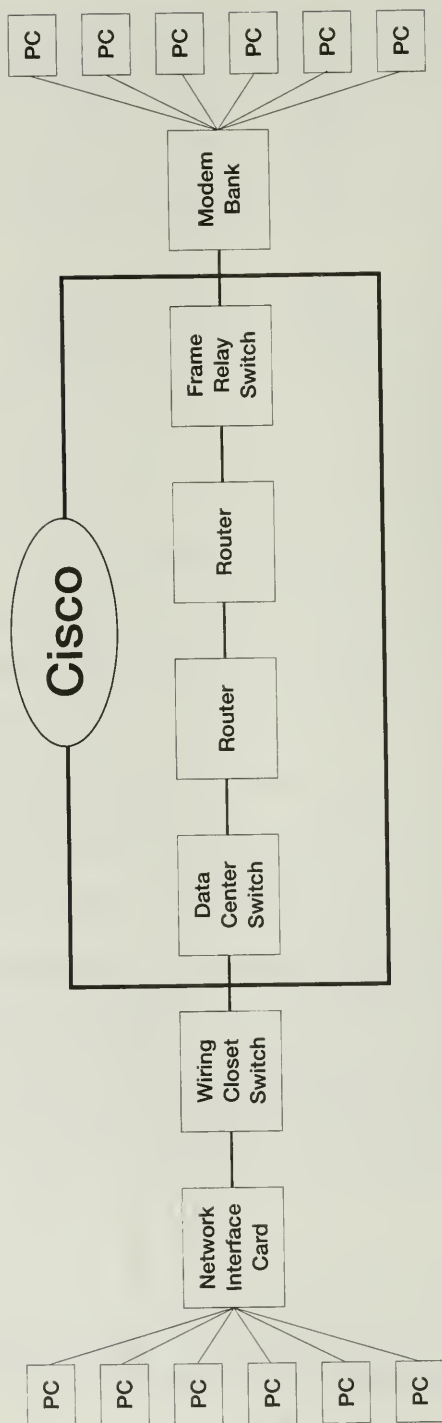 Cisco
PC
PC
PC
PC
PC
PC
Network
Interface
Card
Wiring
Closet
Switch
Data
Center
Switch
Router
Router
Frame
Relay
Switch
Modem
Bank
PC
PC
PC
PC
PC
PC